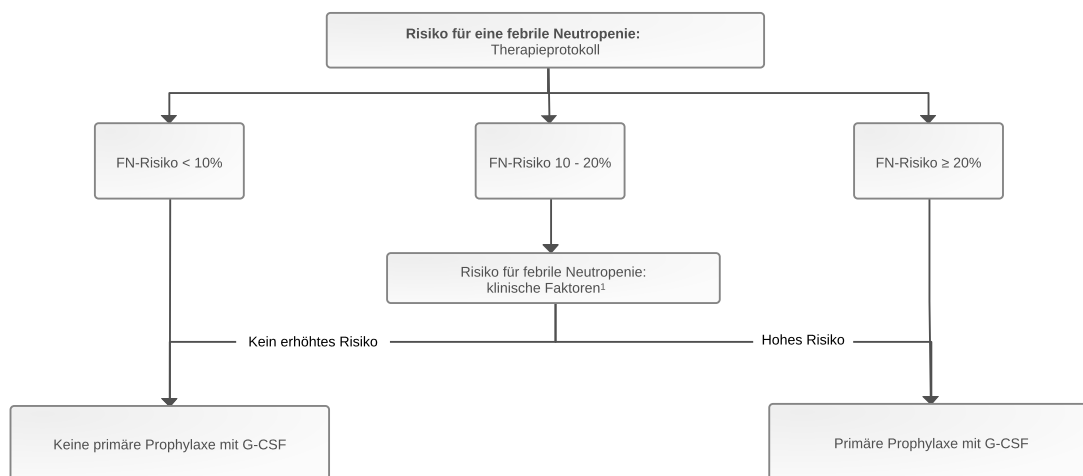 Risiko für eine febrile Neutropenie:
Therapieprotokoll
FN-Risiko < 10%
FN-Risiko 10 - 20%
FN-Risiko ≥ 20%
Risiko für febrile Neutropenie:
klinische Faktoren¹
Kein erhöhtes Risiko
Hohes Risiko
Keine primäre Prophylaxe mit G-CSF
Primäre Prophylaxe mit G-CSF